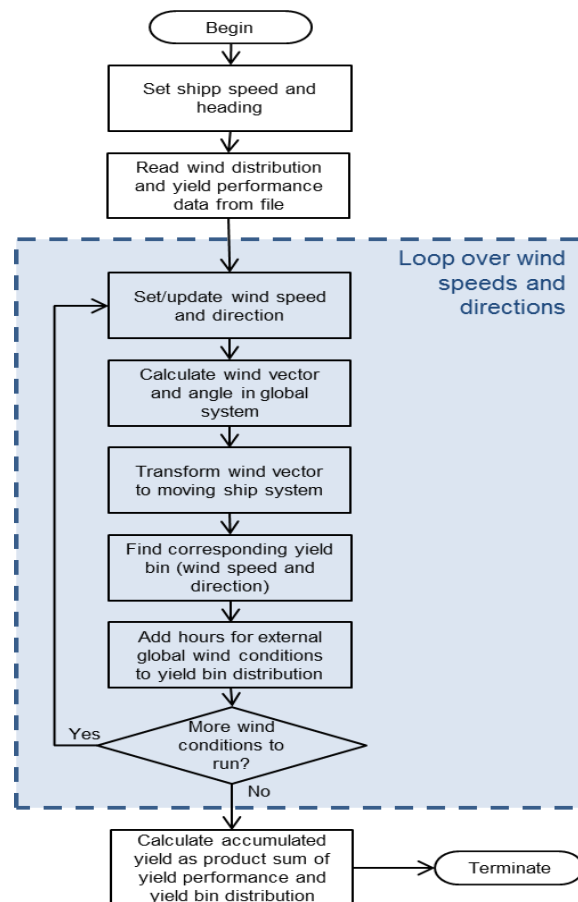 Begin
Set shipp speed and
heading
Read wind distribution
and yield performance
data from file
Loop over wind
speeds and
directions
Set/update wind speed
and direction
Calculate wind vector
and angle in global
system
Transform wind vector
to moving ship system
Find corresponding yield
bin (wind speed and
direction)
Add hours for external
global wind conditions
to yield bin distribution
More wind
conditions to
run?
Yes
No
Calculate accumulated
yield as product sum of
yield performance and
yield bin distribution
Terminate